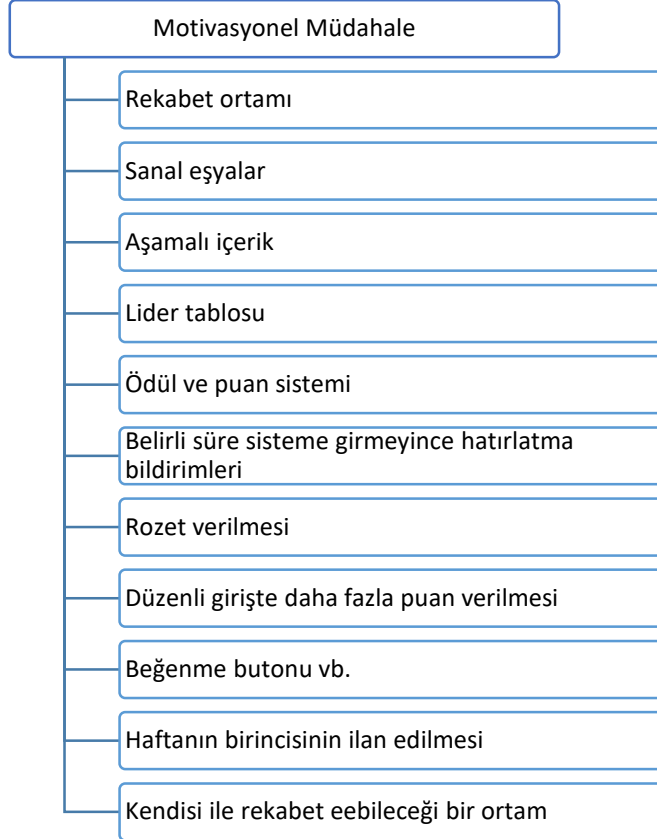 Motivasyonel Müdahale
Rekabet ortamı
Sanal eşyalar
Aşamalı içerik
Lider tablosu
Ödül ve puan sistemi
Belirli süre sisteme girmeyince hatırlatma
bildirimleri
Rozet verilmesi
Düzenli girişte daha fazla puan verilmesi
Beğenme butonu vb.
Haftanın birincisinin ilan edilmesi
Kendisi ile rekabet eebileceği bir ortam